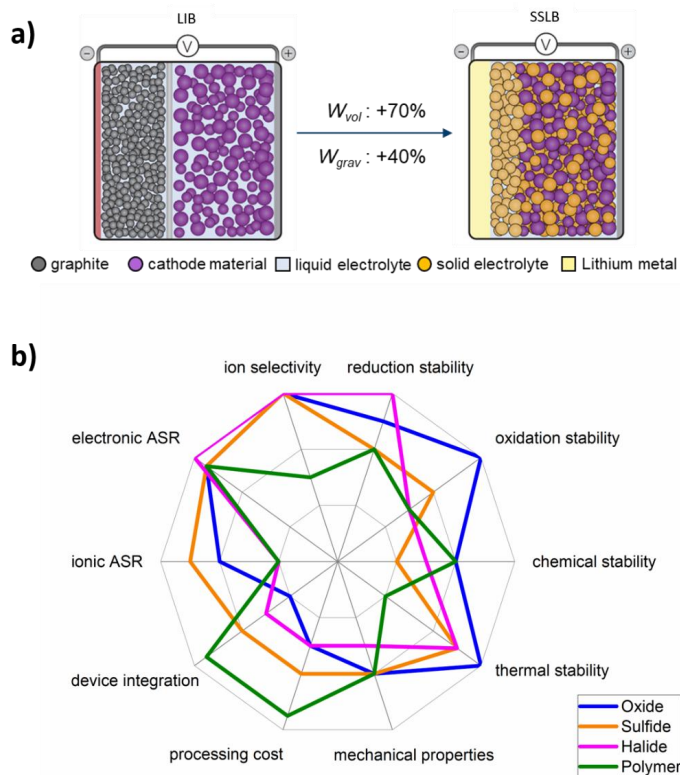 a)
LIB
SSLB
V
V
−
+
−
+
W_vol : +70%
W_grav : +40%
graphite
cathode material
liquid electrolyte
solid electrolyte
Lithium metal
b)
ion selectivity
reduction stability
electronic ASR
oxidation stability
ionic ASR
chemical stability
device integration
thermal stability
processing cost
mechanical properties
Oxide
Sulfide
Halide
Polymer